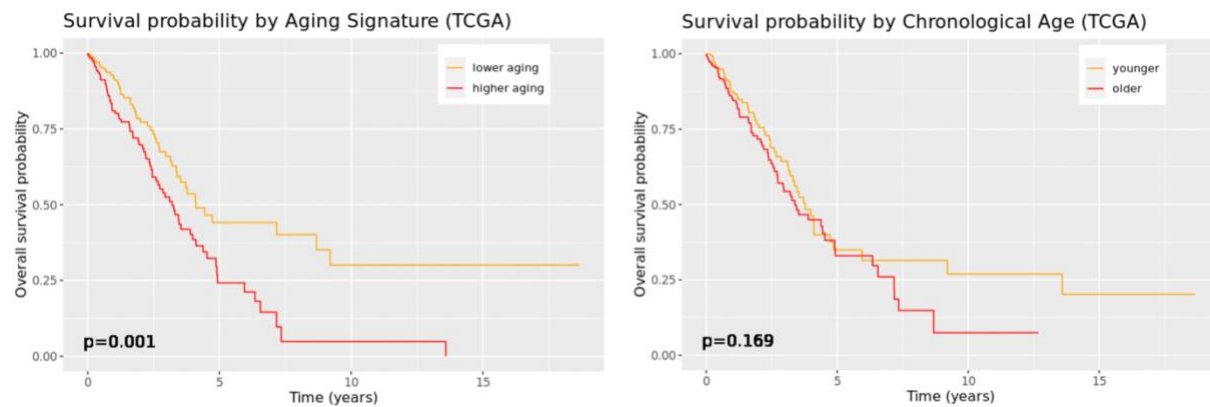 Survival probability by Aging Signature (TCGA)
Overall survival probability
1.00
0.75
0.50
0.25
0.00
lower aging
higher aging
p=0.001
0
5
10
15
Time (years)
Survival probability by Chronological Age (TCGA)
Overall survival probability
1.00
0.75
0.50
0.25
0.00
younger
older
p=0.169
0
5
10
15
Time (years)